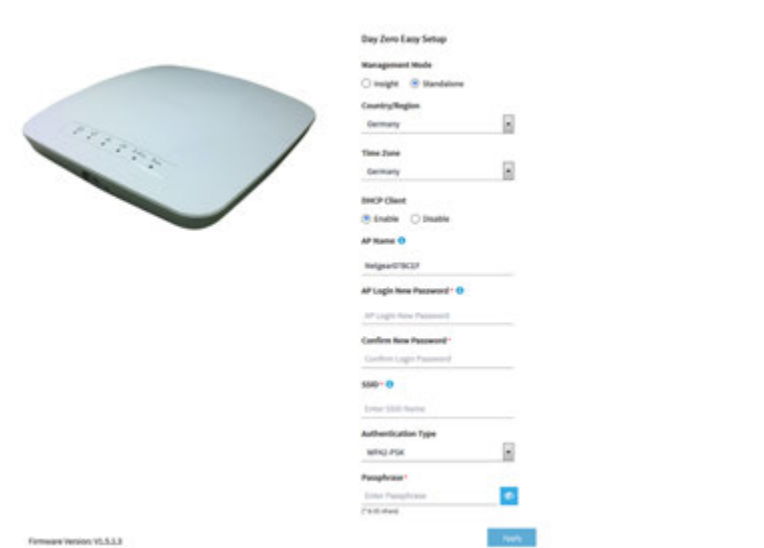 Day Zero Easy Setup
Management Mode
Insight Standalone
Country/Region
Germany
Time Zone
Germany
DHCP Client
Enable Disable
AP Name
AP Login New Password *
AP Login New Password
Confirm New Password *
Confirm Login Password
SSID *
Enter SSID Name
Authentication Type
WPA2-PSK
Passphrase *
Enter Passphrase
Apply
Firmware Version: V1.5.1.3